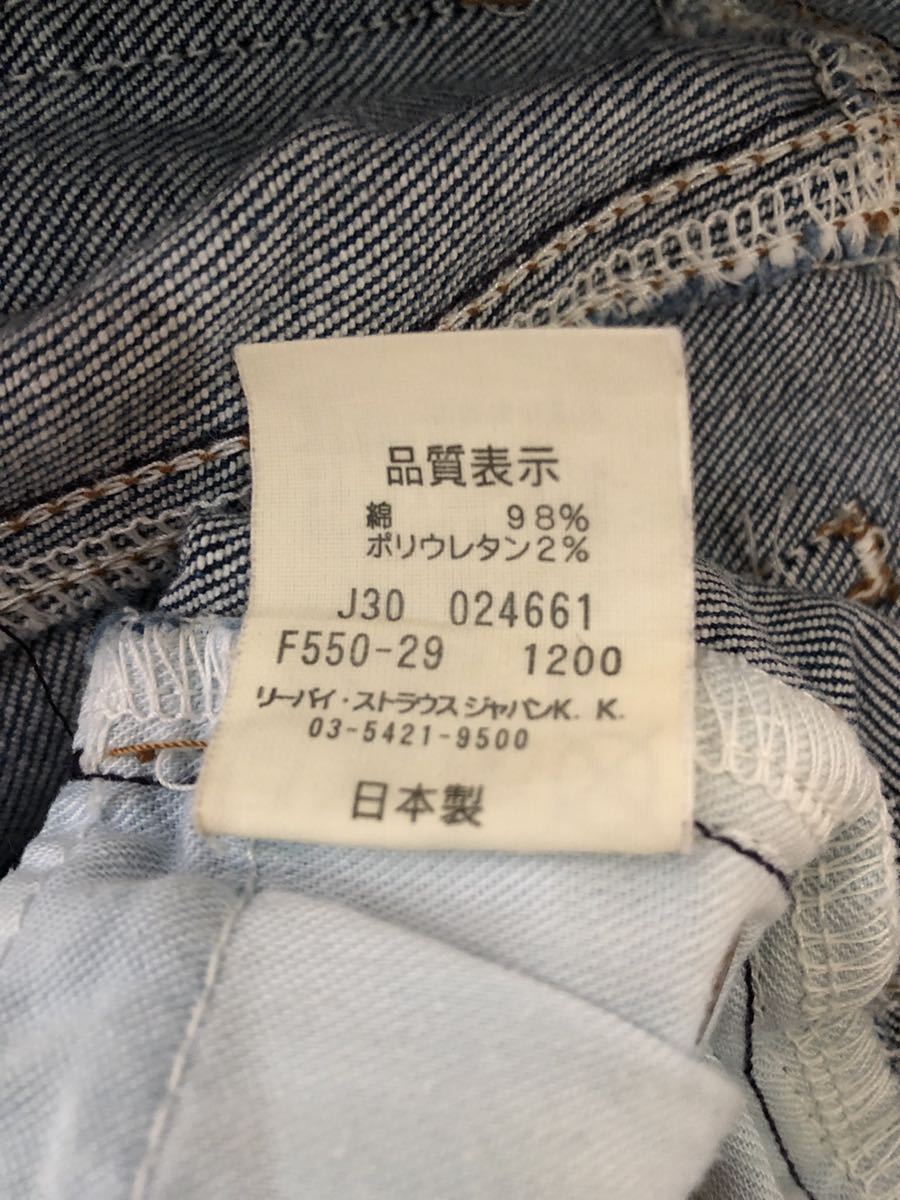 品質表示
綿 98%
ポリウレタン2%
J30 024661
F550-29 1200
リーバイ・ストラウス ジャパンK. K.
03-5421-9500
日本製